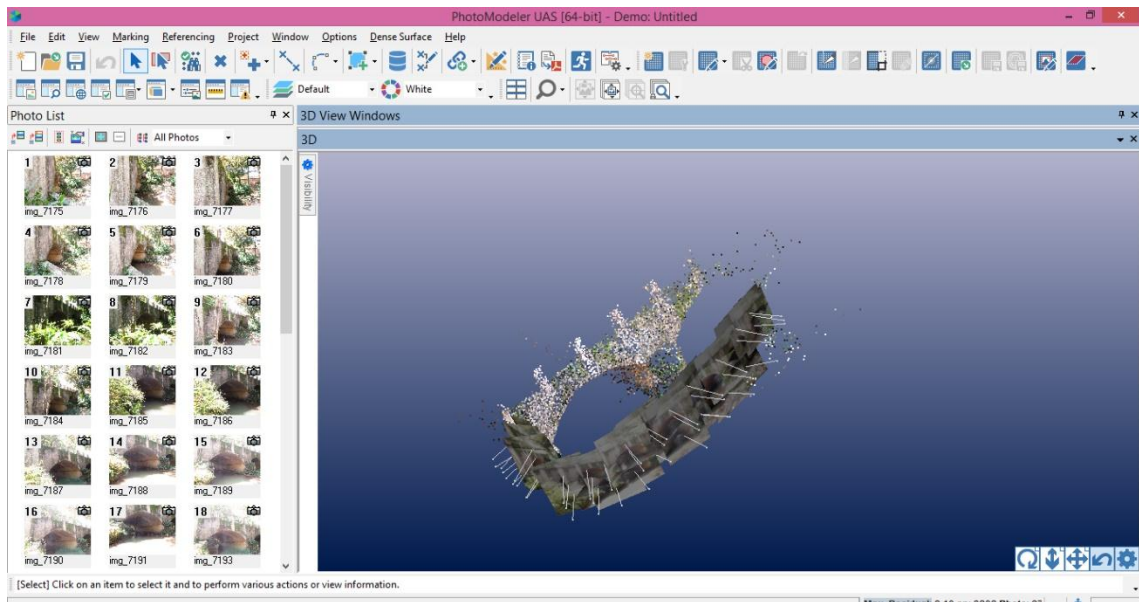 PhotoModeler UAS [64-bit] - Demo: Untitled
File Edit View Marking Referencing Project Window Options Dense Surface Help
Default White
Photo List
3D View Windows
All Photos
3D
Visibility
1 2 3
img_7175 img_7176 img_7177
4 5 6
img_7178 img_7179 img_7180
7 8 9
img_7181 img_7182 img_7183
10 11 12
img_7184 img_7185 img_7186
13 14 15
img_7187 img_7188 img_7189
16 17 18
img_7190 img_7191 img_7193
[Select] Click on an item to select it and to perform various actions or view information.